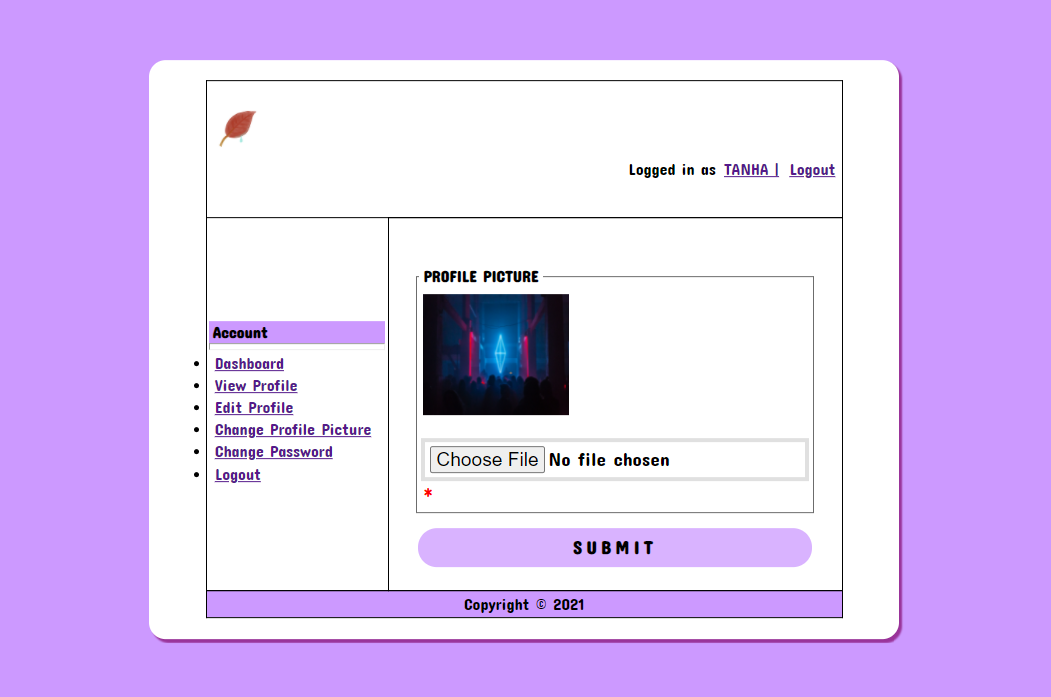 Logged in as TANHA | Logout
Account
Dashboard
View Profile
Edit Profile
Change Profile Picture
Change Password
Logout
PROFILE PICTURE
Choose File No file chosen
*
SUBMIT
Copyright © 2021